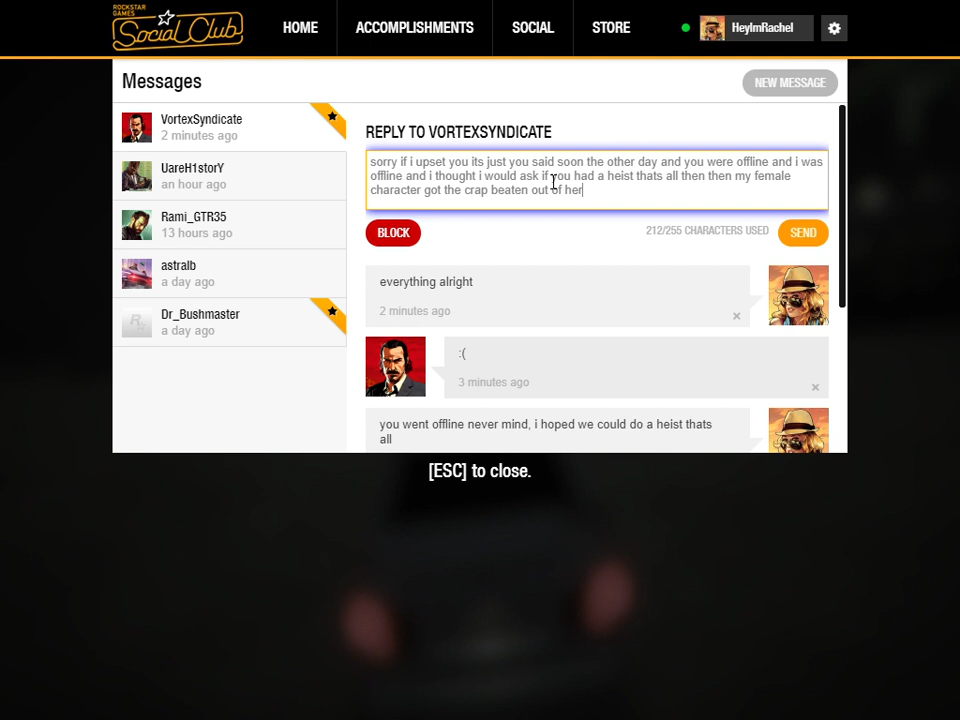 ROCKSTAR
GAMES
Social Club
HOME
ACCOMPLISHMENTS
SOCIAL
STORE
HeyImRachel
Messages
NEW MESSAGE
VortexSyndicate
2 minutes ago
UareH1storY
an hour ago
Rami_GTR35
13 hours ago
astralb
a day ago
Dr_Bushmaster
a day ago
REPLY TO VORTEXSYNDICATE
sorry if i upset you its just you said soon the other day and you were offline and i was
offline and i thought i would ask if you had a heist thats all then then my female
character got the crap beaten out of her
BLOCK
212/255 CHARACTERS USED
SEND
everything alright
2 minutes ago
:(
3 minutes ago
you went offline never mind, i hoped we could do a heist thats
all
[ESC] to close.